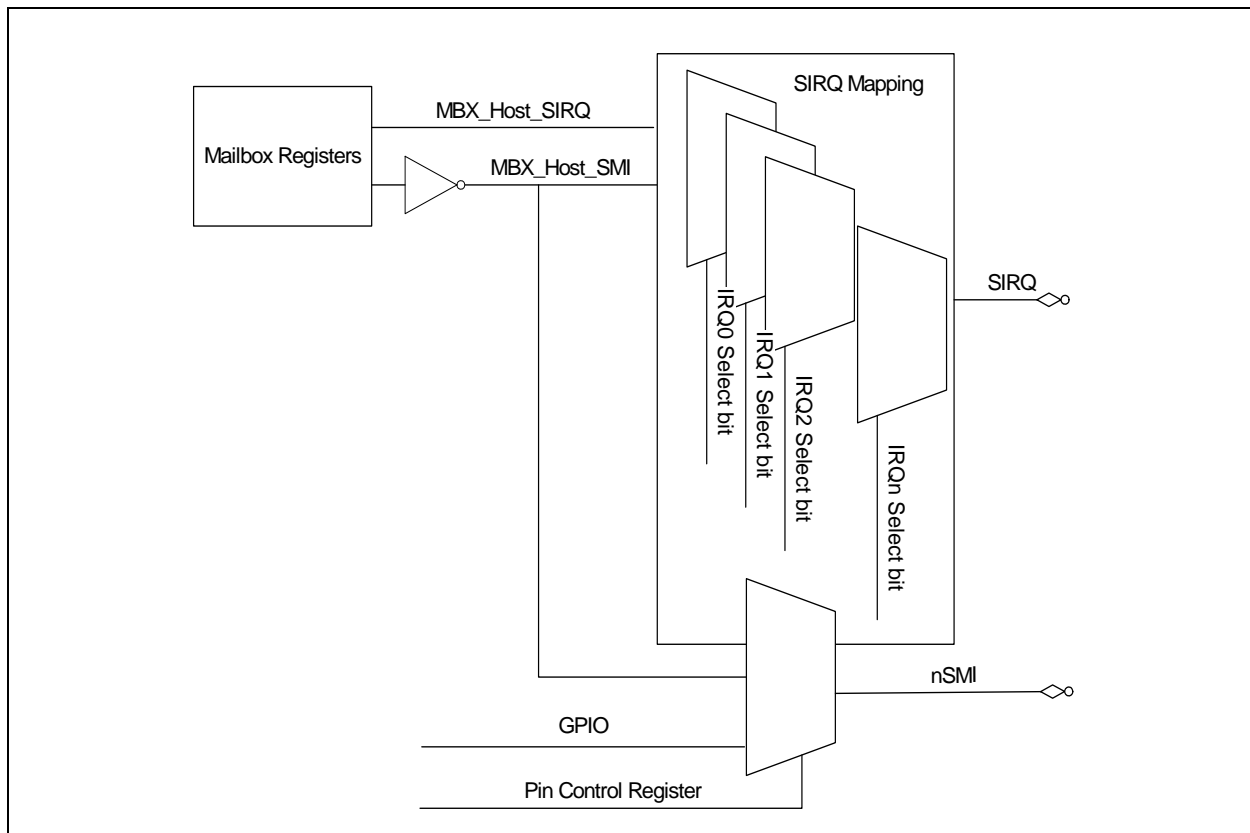 SIRQ Mapping
MBX_Host_SIRQ
Mailbox Registers
MBX_Host_SMI
SIRQ
IRQ0 Select bit
IRQ1 Select bit
IRQ2 Select bit
IRQn Select bit
nSMI
GPIO
Pin Control Register